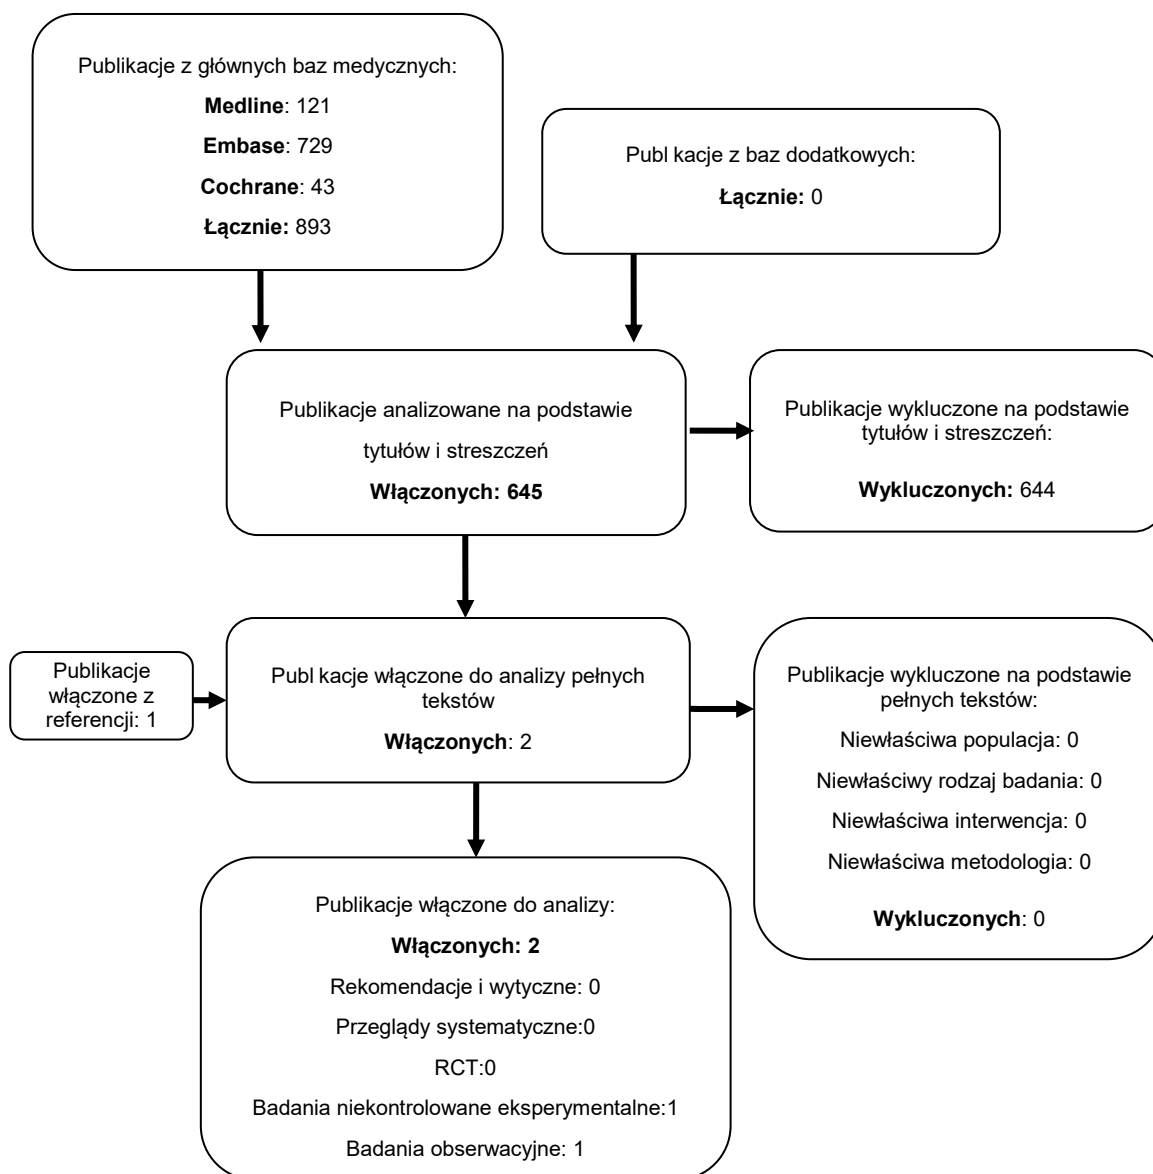 Publikacje z głównych baz medycznych:
Medline: 121
Embase: 729
Cochrane: 43
Łącznie: 893
Publ kacje z baz dodatkowych:
Łącznie: 0
Publikacje analizowane na podstawie
tytułów i streszczeń
Włączonych: 645
Publikacje wykluczone na podstawie
tytułów i streszczeń:
Wykluczonych: 644
Publikacje
włączone z
referencji: 1
Publ kacje włączone do analizy pełnych
tekstów
Włączonych: 2
Publikacje wykluczone na podstawie
pełnych tekstów:
Niewłaściwa populacja: 0
Niewłaściwy rodzaj badania: 0
Niewłaściwa interwencja: 0
Niewłaściwa metodologia: 0
Wykluczonych: 0
Publikacje włączone do analizy:
Włączonych: 2
Rekomendacje i wytyczne: 0
Przeglądy systematyczne:0
RCT:0
Badania niekontrolowane eksperymentalne:1
Badania obserwacyjne: 1